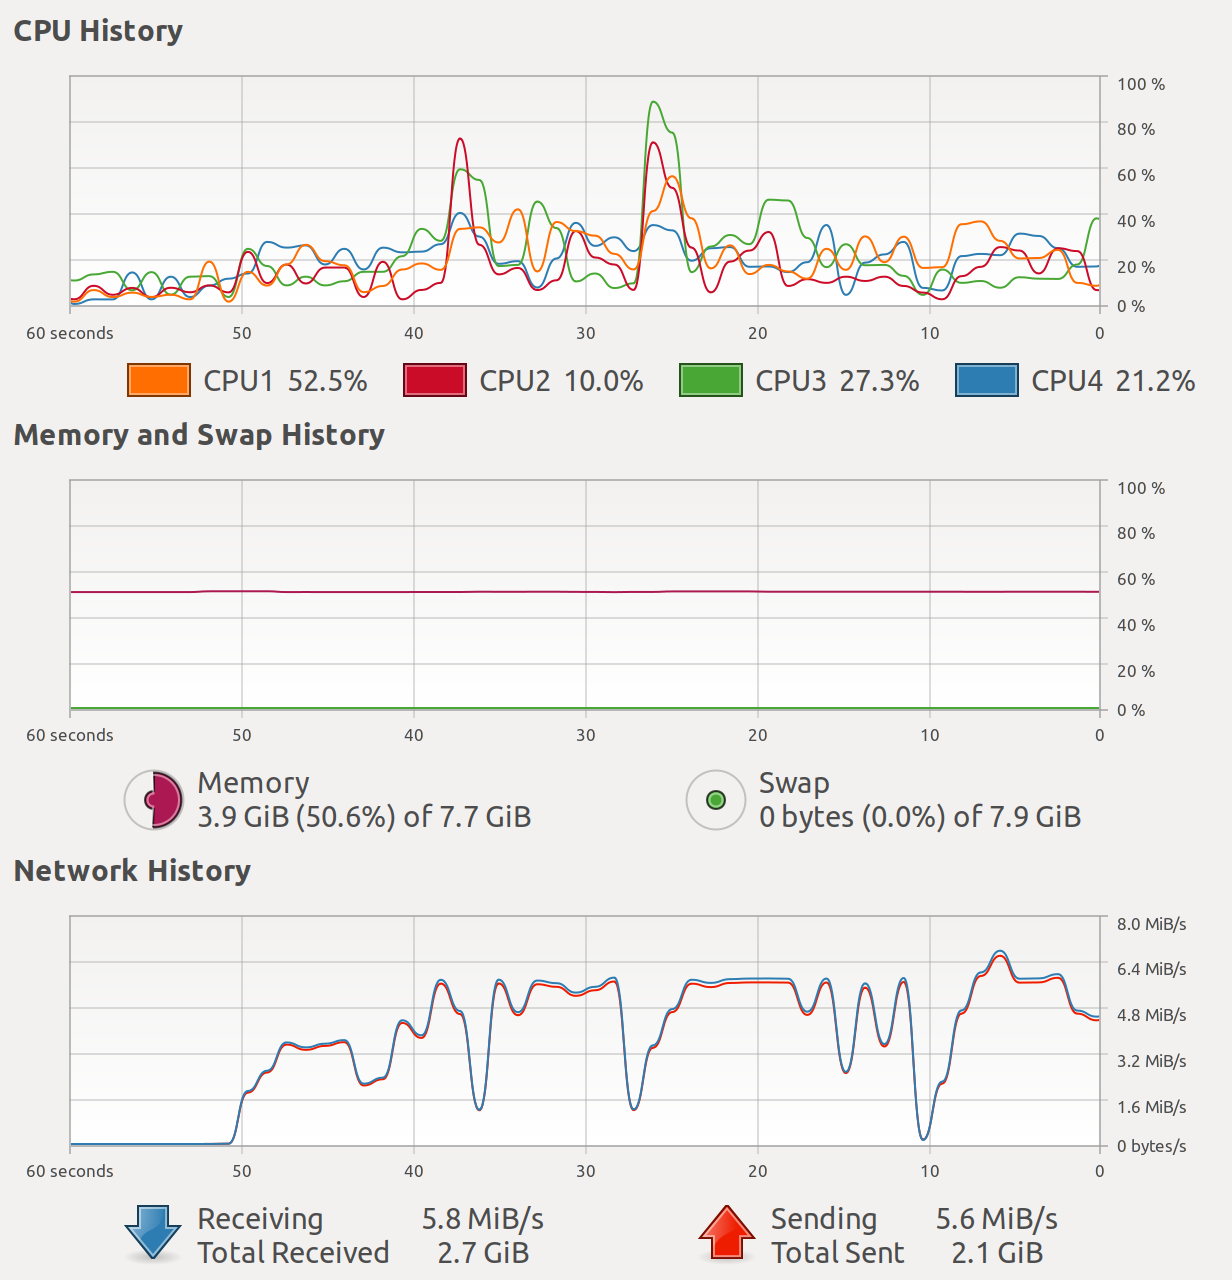 CPU History
100 %
80 %
60 %
40 %
20 %
0 %
60 seconds 50 40 30 20 10 0
CPU1 52.5% CPU2 10.0% CPU3 27.3% CPU4 21.2%
Memory and Swap History
100 %
80 %
60 %
40 %
20 %
0 %
60 seconds 50 40 30 20 10 0
Memory
3.9 GiB (50.6%) of 7.7 GiB
Swap
0 bytes (0.0%) of 7.9 GiB
Network History
8.0 MiB/s
6.4 MiB/s
4.8 MiB/s
3.2 MiB/s
1.6 MiB/s
0 bytes/s
60 seconds 50 40 30 20 10 0
Receiving 5.8 MiB/s
Total Received 2.7 GiB
Sending 5.6 MiB/s
Total Sent 2.1 GiB